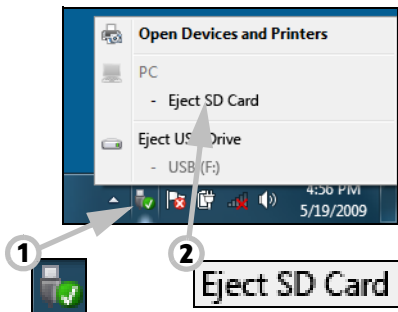 Open Devices and Printers
PC
- Eject SD Card
Eject USB Drive
- USB (F:)
4:56 PM
5/19/2009
1
2
Eject SD Card